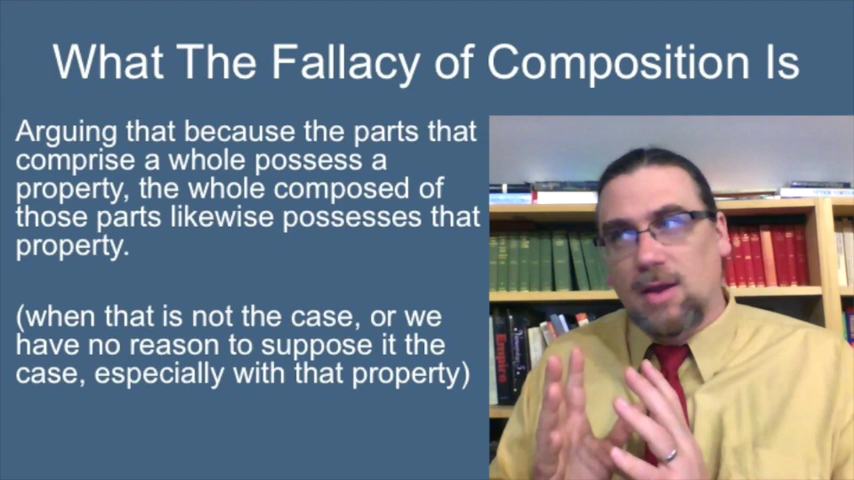 What The Fallacy of Composition Is
Arguing that because the parts that
comprise a whole possess a
property, the whole composed of
those parts likewise possesses that
property.
(when that is not the case, or we
have no reason to suppose it the
case, especially with that property)
Empire